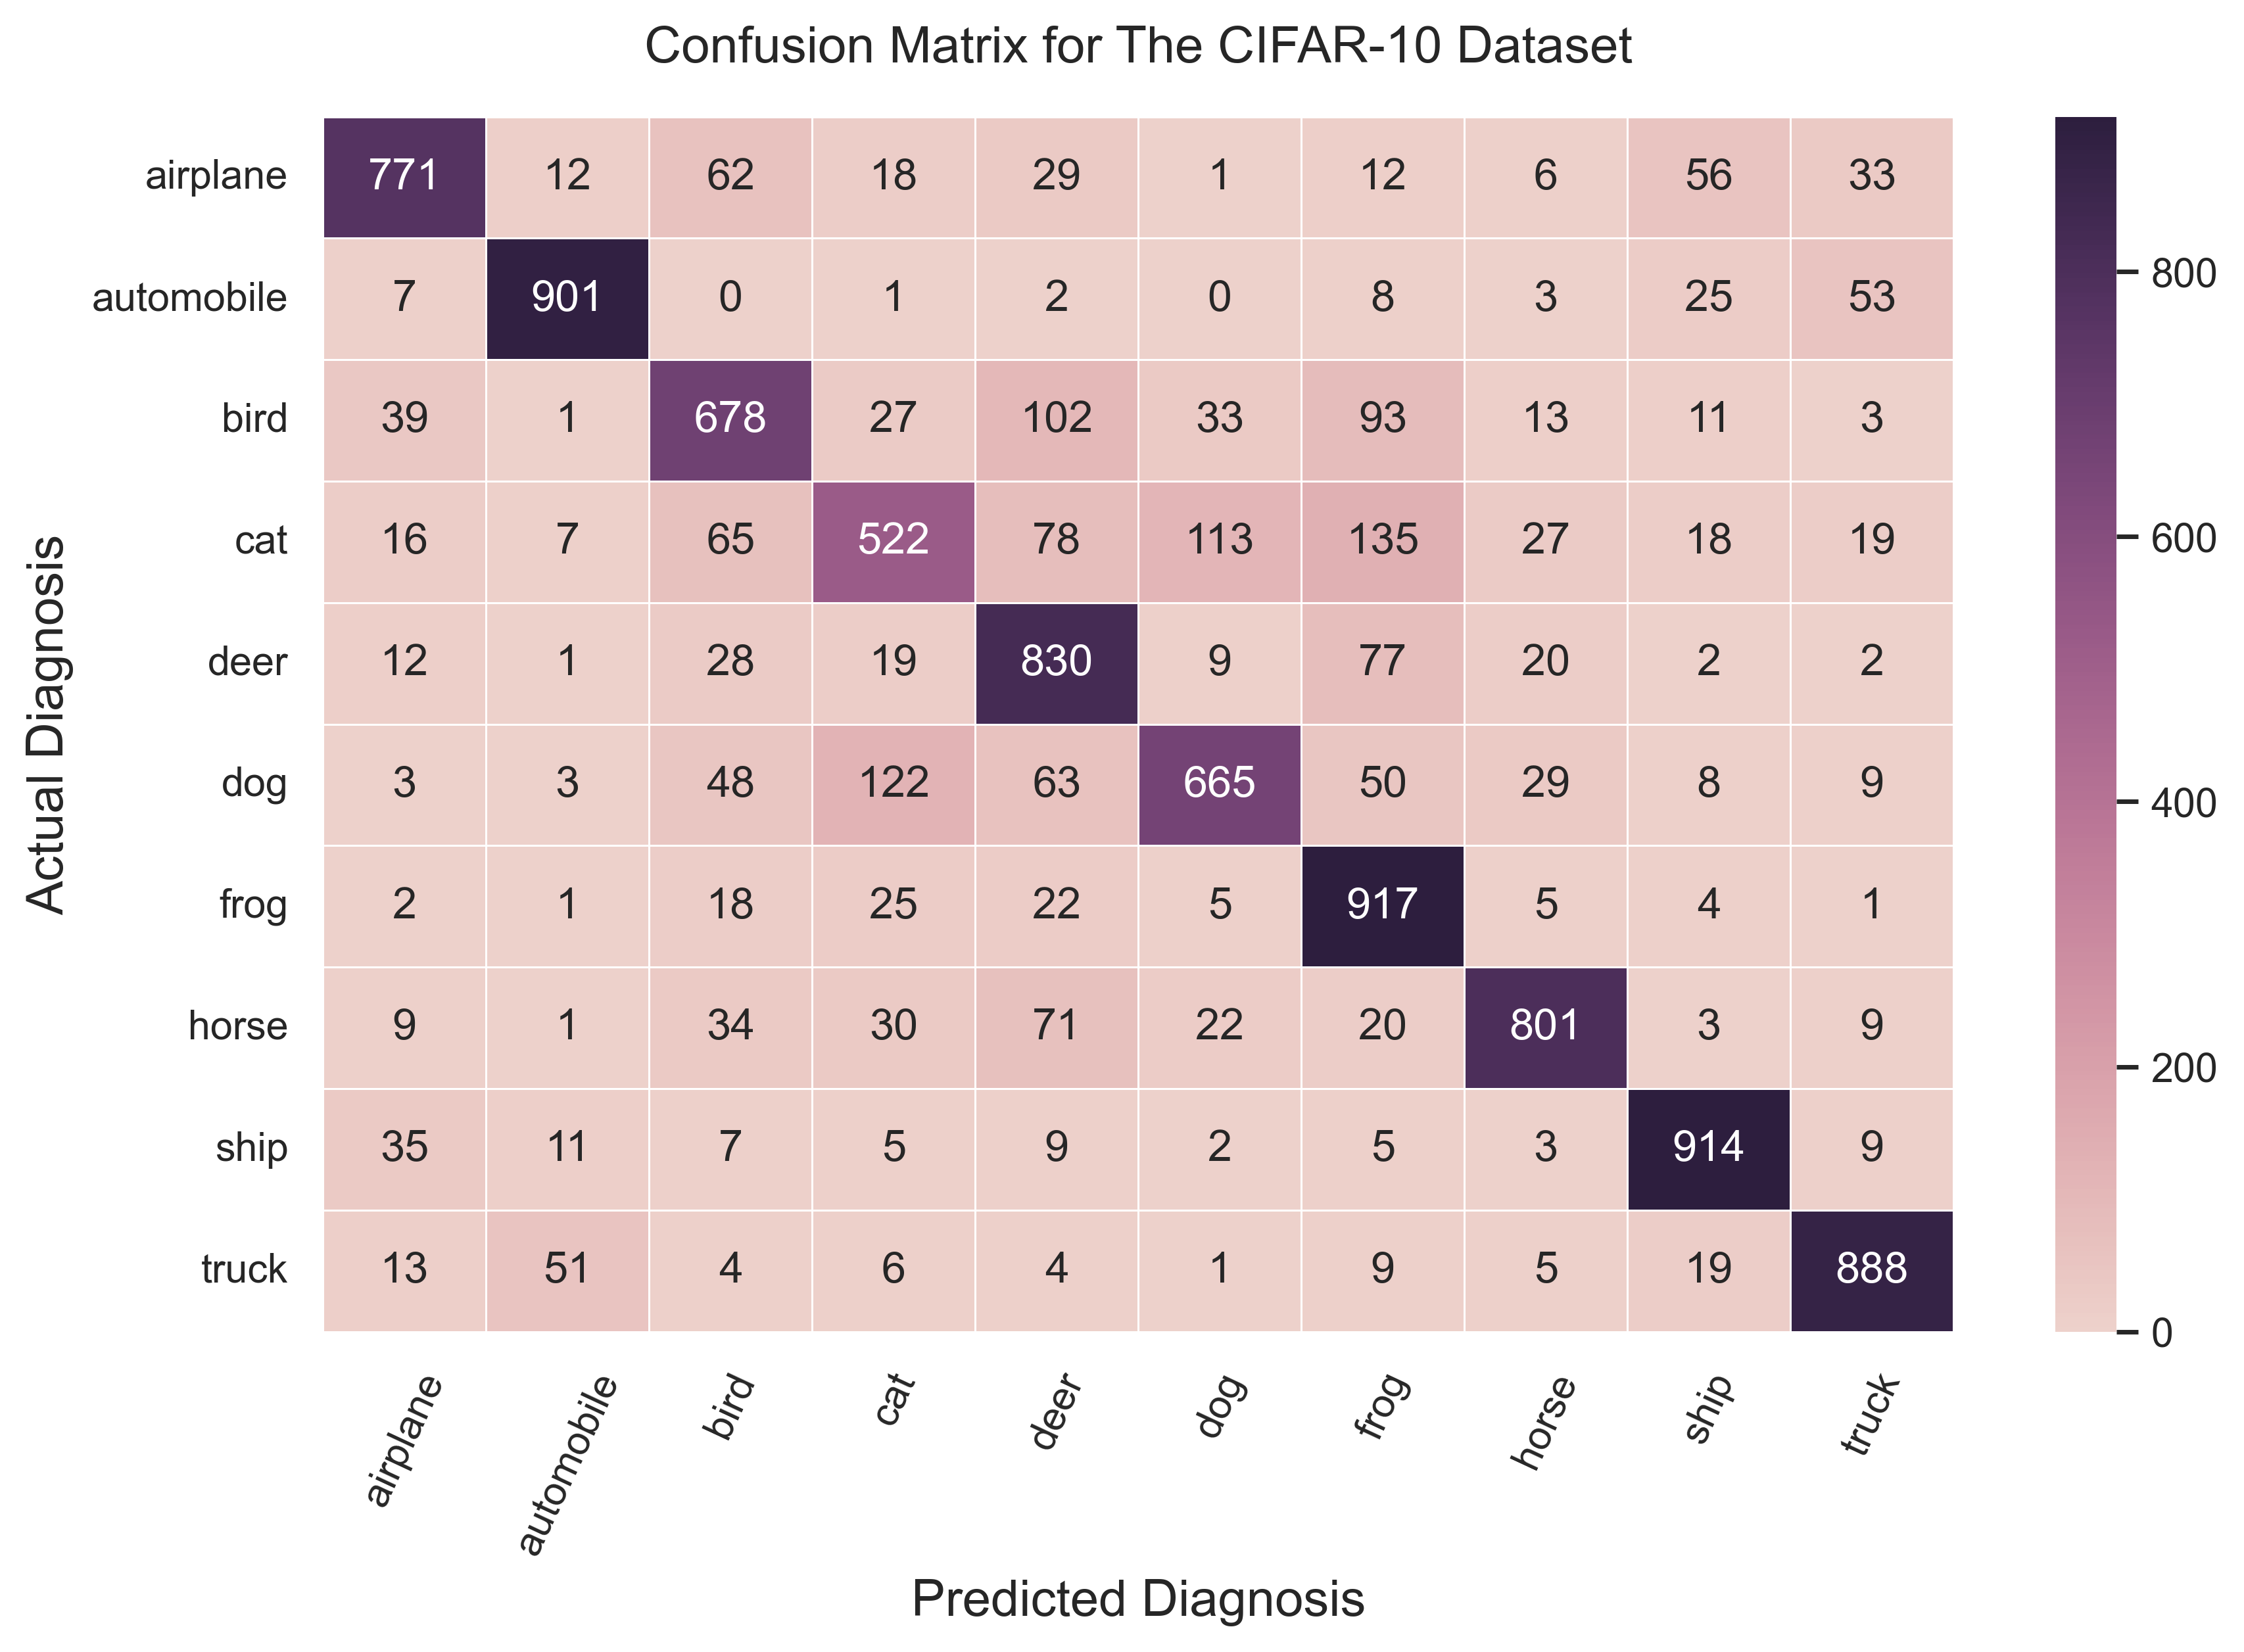 Confusion Matrix for The CIFAR-10 Dataset
airplane 771 12 62 18 29 1 12 6 56 33
automobile 7 901 0 1 2 0 8 3 25 53
bird 39 1 678 27 102 33 93 13 11 3
cat 16 7 65 522 78 113 135 27 18 19
deer 12 1 28 19 830 9 77 20 2 2
dog 3 3 48 122 63 665 50 29 8 9
frog 2 1 18 25 22 5 917 5 4 1
horse 9 1 34 30 71 22 20 801 3 9
ship 35 11 7 5 9 2 5 3 914 9
truck 13 51 4 6 4 1 9 5 19 888
airplane automobile bird cat deer dog frog horse ship truck
Predicted Diagnosis
Actual Diagnosis
800
600
400
200
0